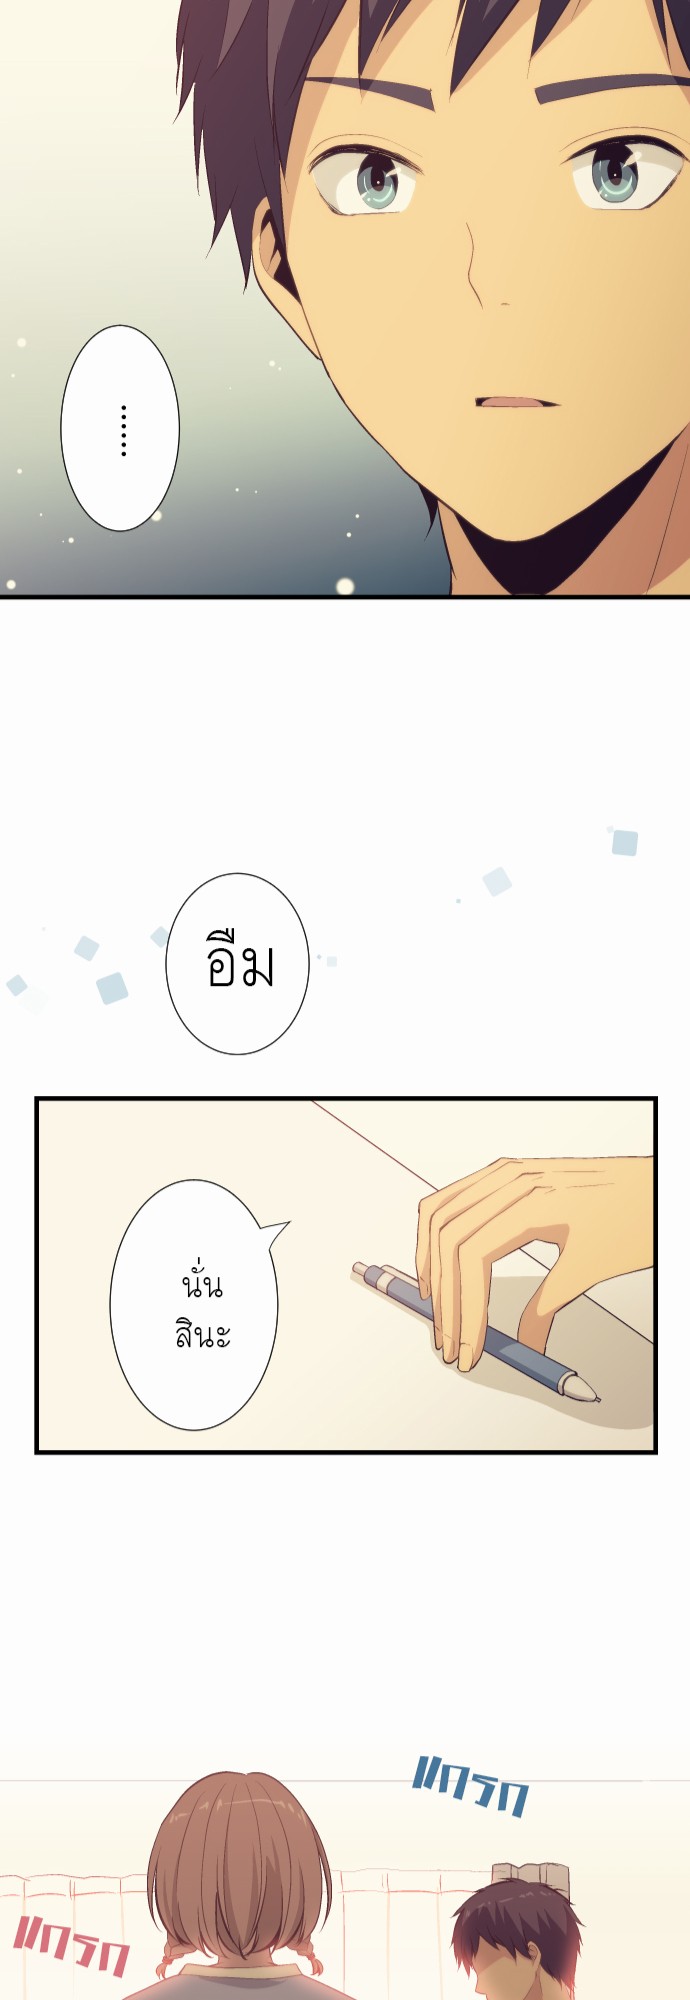 ......
อืม
นั่น
สินะ
แกรก
แกรก